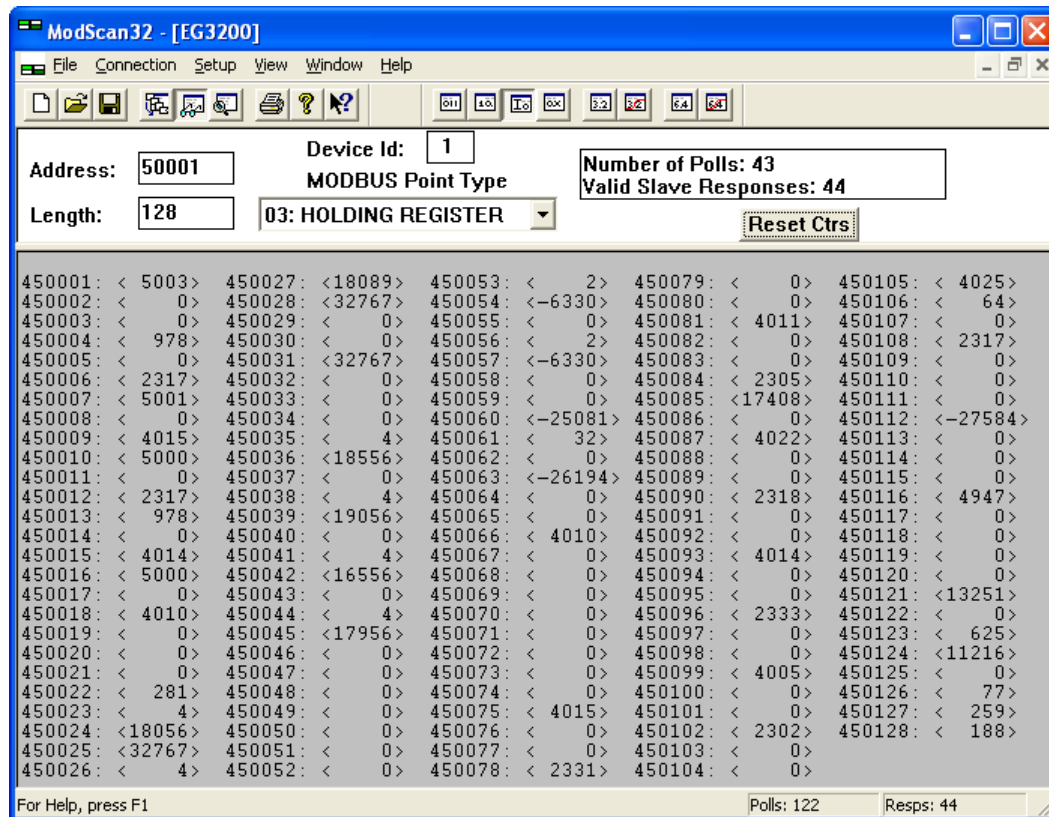 ModScan32 - [EG3200]
File Connection Setup View Window Help
Address: 50001
Device Id: 1
MODBUS Point Type
Length: 128
03: HOLDING REGISTER
Number of Polls: 43
Valid Slave Responses: 44
Reset Ctrs
450001: < 5003> 450027: <18089> 450053: < 2> 450079: < 0> 450105: < 4025>
450002: < 0> 450028: <32767> 450054: <-6330> 450080: < 0> 450106: < 64>
450003: < 0> 450029: < 0> 450055: < 0> 450081: < 4011> 450107: < 0>
450004: < 978> 450030: < 0> 450056: < 2> 450082: < 0> 450108: < 2317>
450005: < 0> 450031: <32767> 450057: <-6330> 450083: < 0> 450109: < 0>
450006: < 2317> 450032: < 0> 450058: < 0> 450084: < 2305> 450110: < 0>
450007: < 5001> 450033: < 0> 450059: < 0> 450085: <17408> 450111: < 0>
450008: < 0> 450034: < 0> 450060: <-25081> 450086: < 0> 450112: <-27584>
450009: < 4015> 450035: < 4> 450061: < 32> 450087: < 4022> 450113: < 0>
450010: < 5000> 450036: <18556> 450062: < 0> 450088: < 0> 450114: < 0>
450011: < 0> 450037: < 0> 450063: <-26194> 450089: < 0> 450115: < 0>
450012: < 2317> 450038: < 4> 450064: < 0> 450090: < 2318> 450116: < 4947>
450013: < 978> 450039: <19056> 450065: < 0> 450091: < 0> 450117: < 0>
450014: < 0> 450040: < 0> 450066: < 4010> 450092: < 0> 450118: < 0>
450015: < 4014> 450041: < 4> 450067: < 0> 450093: < 4014> 450119: < 0>
450016: < 5000> 450042: <16556> 450068: < 0> 450094: < 0> 450120: < 0>
450017: < 0> 450043: < 0> 450069: < 0> 450095: < 0> 450121: <13251>
450018: < 4010> 450044: < 4> 450070: < 0> 450096: < 2333> 450122: < 0>
450019: < 0> 450045: <17956> 450071: < 0> 450097: < 0> 450123: < 625>
450020: < 0> 450046: < 0> 450072: < 0> 450098: < 0> 450124: <11216>
450021: < 0> 450047: < 0> 450073: < 0> 450099: < 4005> 450125: < 0>
450022: < 281> 450048: < 0> 450074: < 0> 450100: < 0> 450126: < 77>
450023: < 4> 450049: < 0> 450075: < 4015> 450101: < 0> 450127: < 259>
450024: <18056> 450050: < 0> 450076: < 0> 450102: < 2302> 450128: < 188>
450025: <32767> 450051: < 0> 450077: < 0> 450103: < 0>
450026: < 4> 450052: < 0> 450078: < 2331> 450104: < 0>
For Help, press F1
Polls: 122
Resps: 44